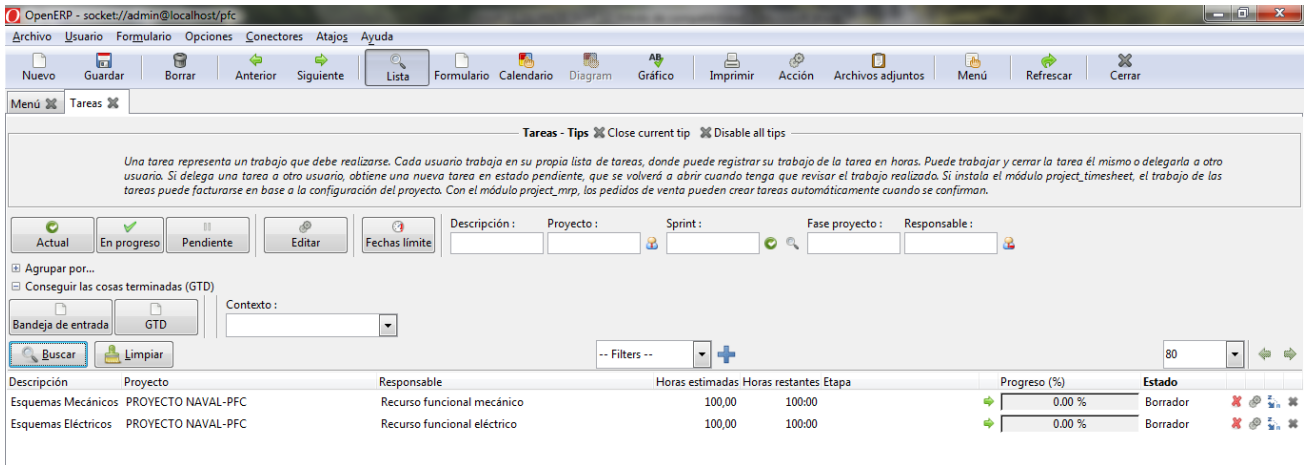 OpenERP - socket://admin@localhost/pfc
Archivo Usuario Formulario Opciones Conectores Atajos Ayuda
Nuevo Guardar Borrar Anterior Siguiente Lista Formulario Calendario Diagram Gráfico Imprimir Acción Archivos adjuntos Menú Refrescar Cerrar
Menú Tareas
Tareas - Tips Close current tip Disable all tips
Una tarea representa un trabajo que debe realizarse. Cada usuario trabaja en su propia lista de tareas, donde puede registrar su trabajo de la tarea en horas. Puede trabajar y cerrar la tarea él mismo o delegarla a otro
usuario. Si delega una tarea a otro usuario, obtiene una nueva tarea en estado pendiente, que se volverá a abrir cuando tenga que revisar el trabajo realizado. Si instala el módulo project_timesheet, el trabajo de las
tareas puede facturarse en base a la configuración del proyecto. Con el módulo project_mrp, los pedidos de venta pueden crear tareas automáticamente cuando se confirman.
Descripción : Proyecto : Sprint : Fase proyecto : Responsable :
Actual En progreso Pendiente Editar Fechas límite
Agrupar por...
Conseguir las cosas terminadas (GTD)
Contexto :
Bandeja de entrada GTD
Buscar Limpiar -- Filters -- 80
Descripción Proyecto Responsable Horas estimadas Horas restantes Etapa Progreso (%) Estado
Esquemas Mecánicos PROYECTO NAVAL-PFC Recurso funcional mecánico 100,00 100:00 0.00 % Borrador
Esquemas Eléctricos PROYECTO NAVAL-PFC Recurso funcional eléctrico 100,00 100:00 0.00 % Borrador